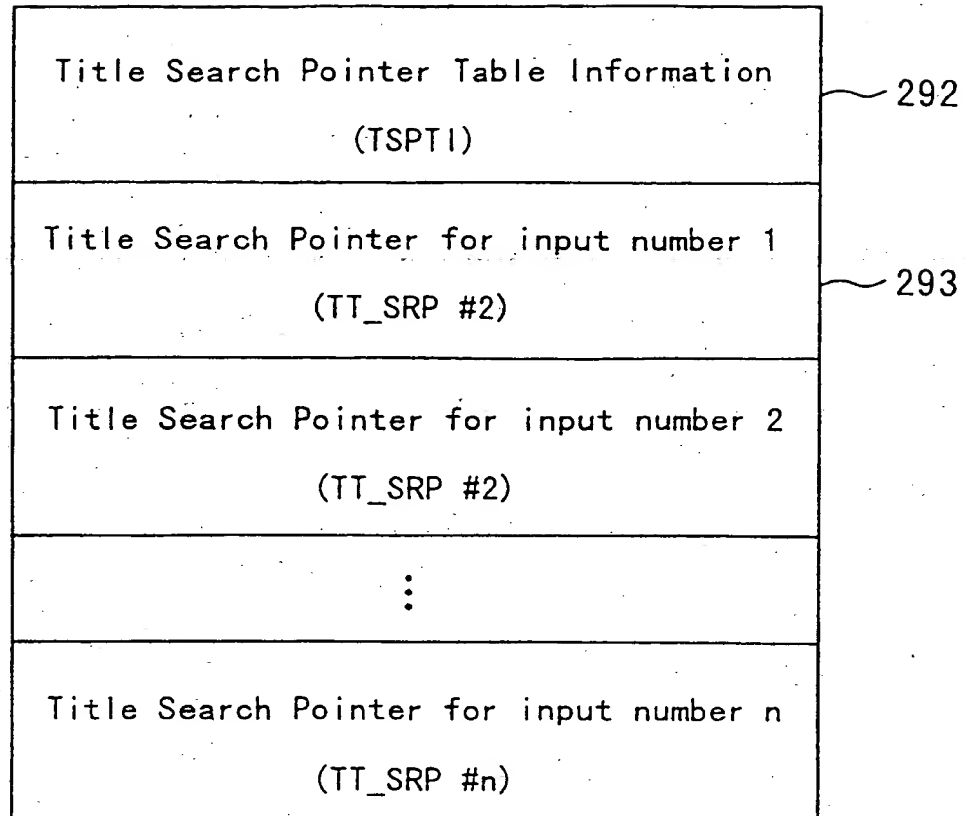 Title Search Pointer Table Information
(TSPTI)
292
Title Search Pointer for input number 1
(TT_SRP #2)
293
Title Search Pointer for input number 2
(TT_SRP #2)
⋮
Title Search Pointer for input number n
(TT_SRP #n)